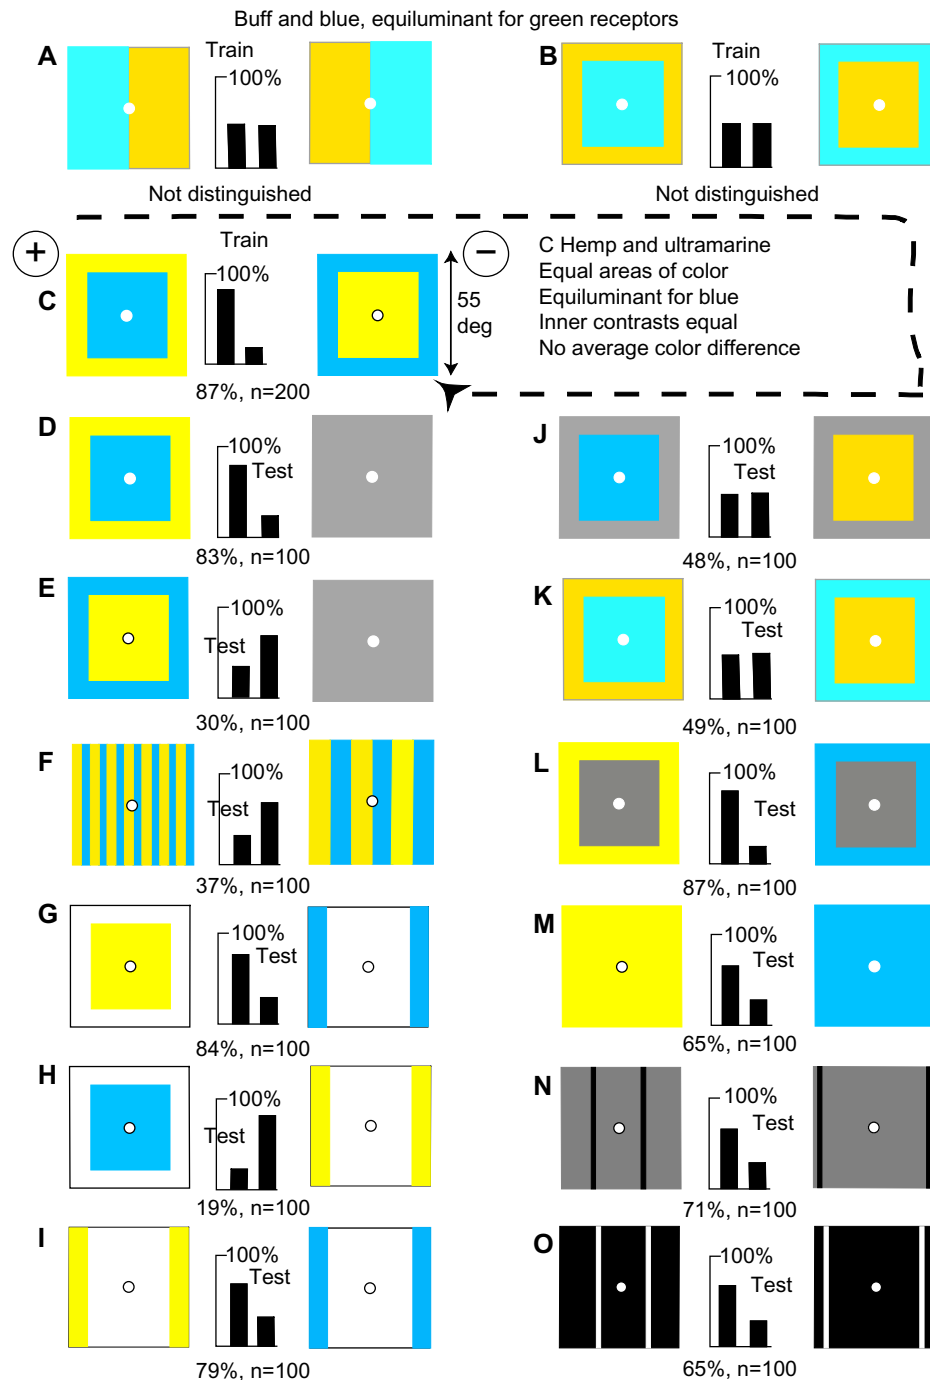 Buff and blue, equiluminant for green receptors
A
Train
100%
B
Train
100%
Not distinguished
Not distinguished
+
Train
100%
C
55
deg
−
C Hemp and ultramarine
Equal areas of color
Equiluminant for blue
Inner contrasts equal
No average color difference
87%, n=200
D
100%
Test
83%, n=100
J
100%
Test
48%, n=100
E
100%
Test
30%, n=100
K
100%
Test
49%, n=100
F
100%
Test
37%, n=100
L
100%
Test
87%, n=100
G
100%
Test
84%, n=100
M
100%
Test
65%, n=100
H
100%
Test
19%, n=100
N
100%
Test
71%, n=100
I
100%
Test
79%, n=100
O
100%
Test
65%, n=100